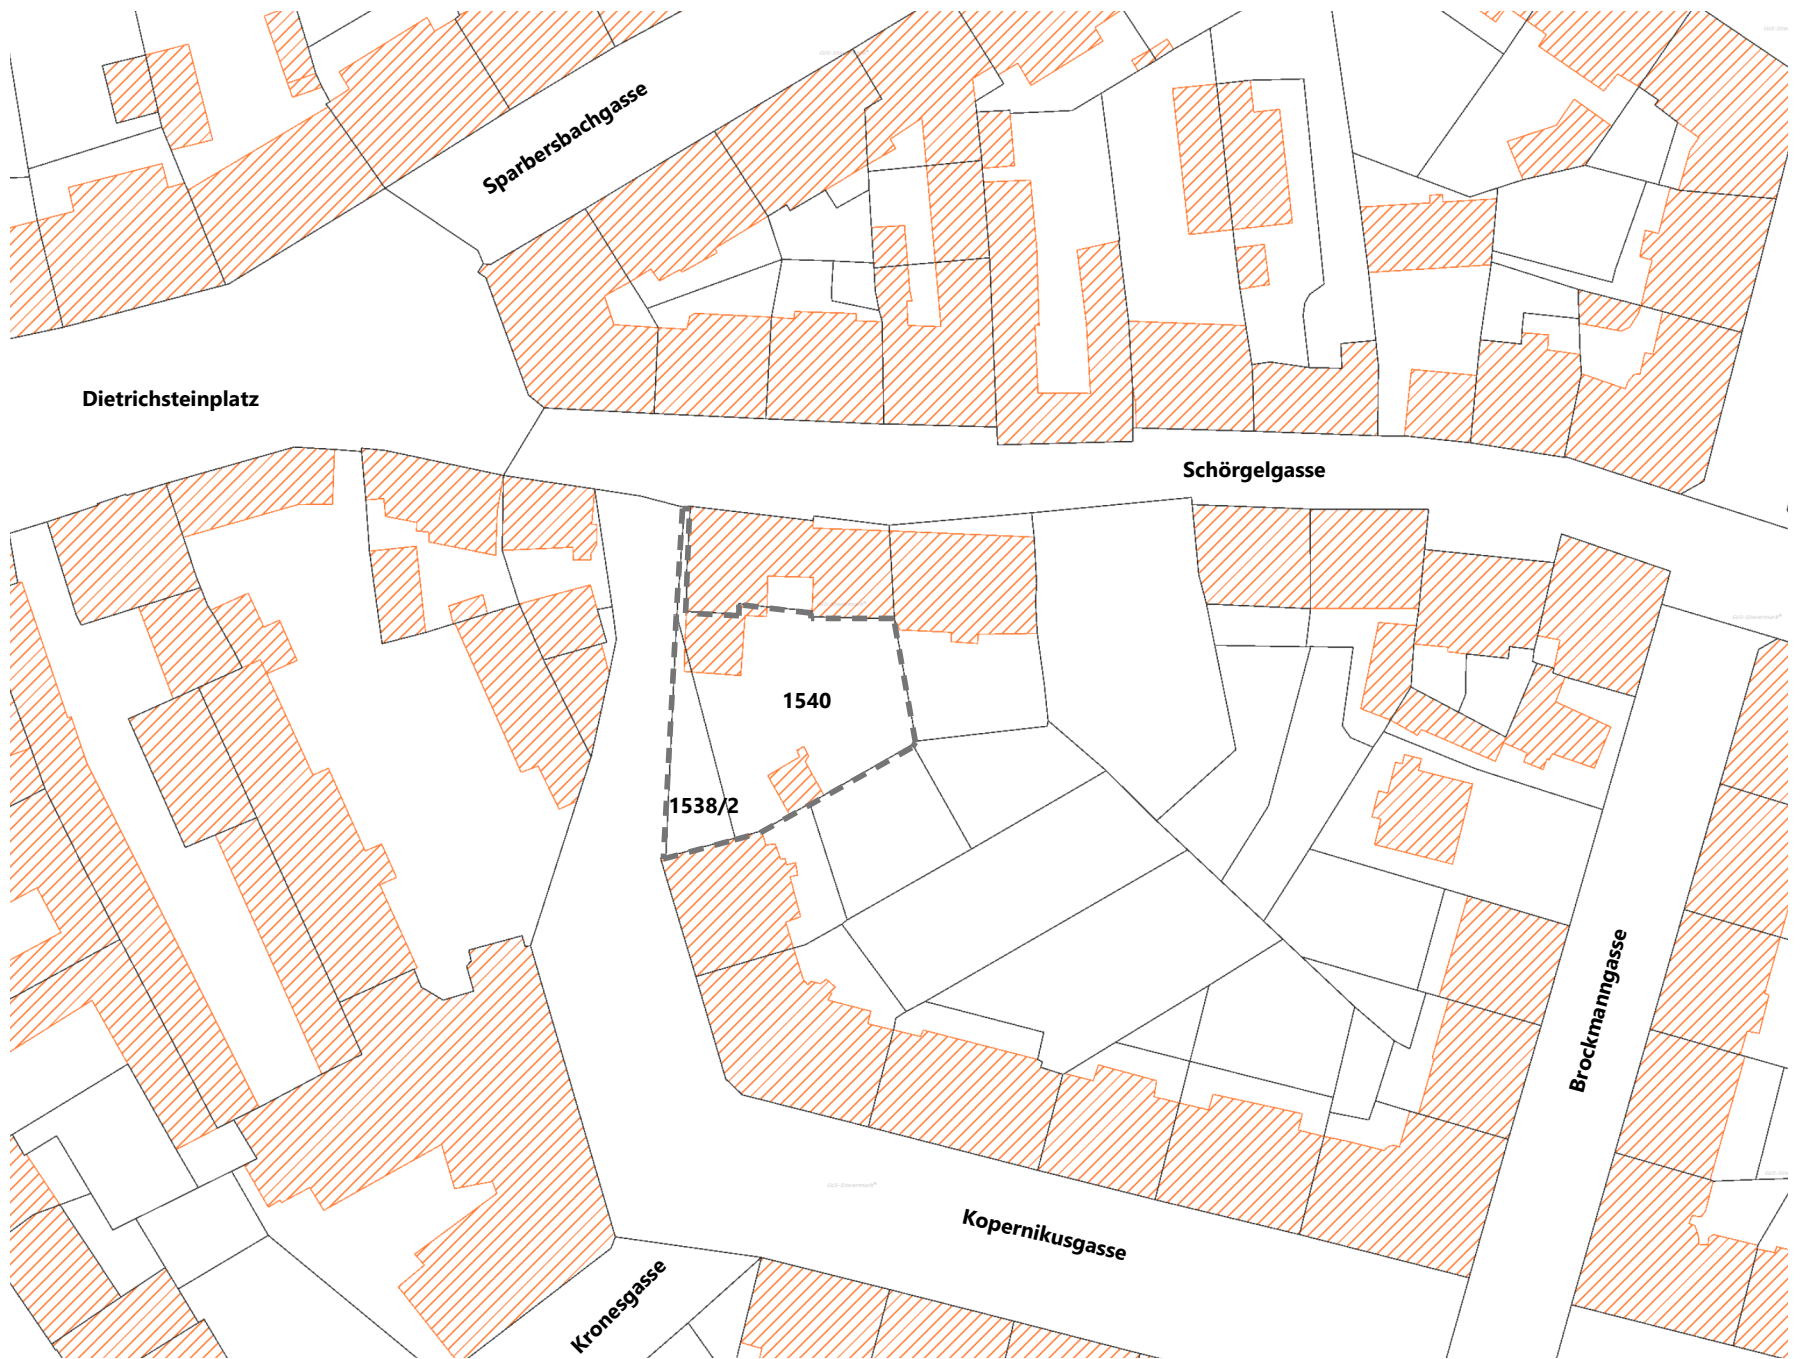 Sparbersbachgasse
Dietrichsteinplatz
Schörgelgasse
1540
1538/2
Brockmanngasse
Kopernikusgasse
Kronesgasse